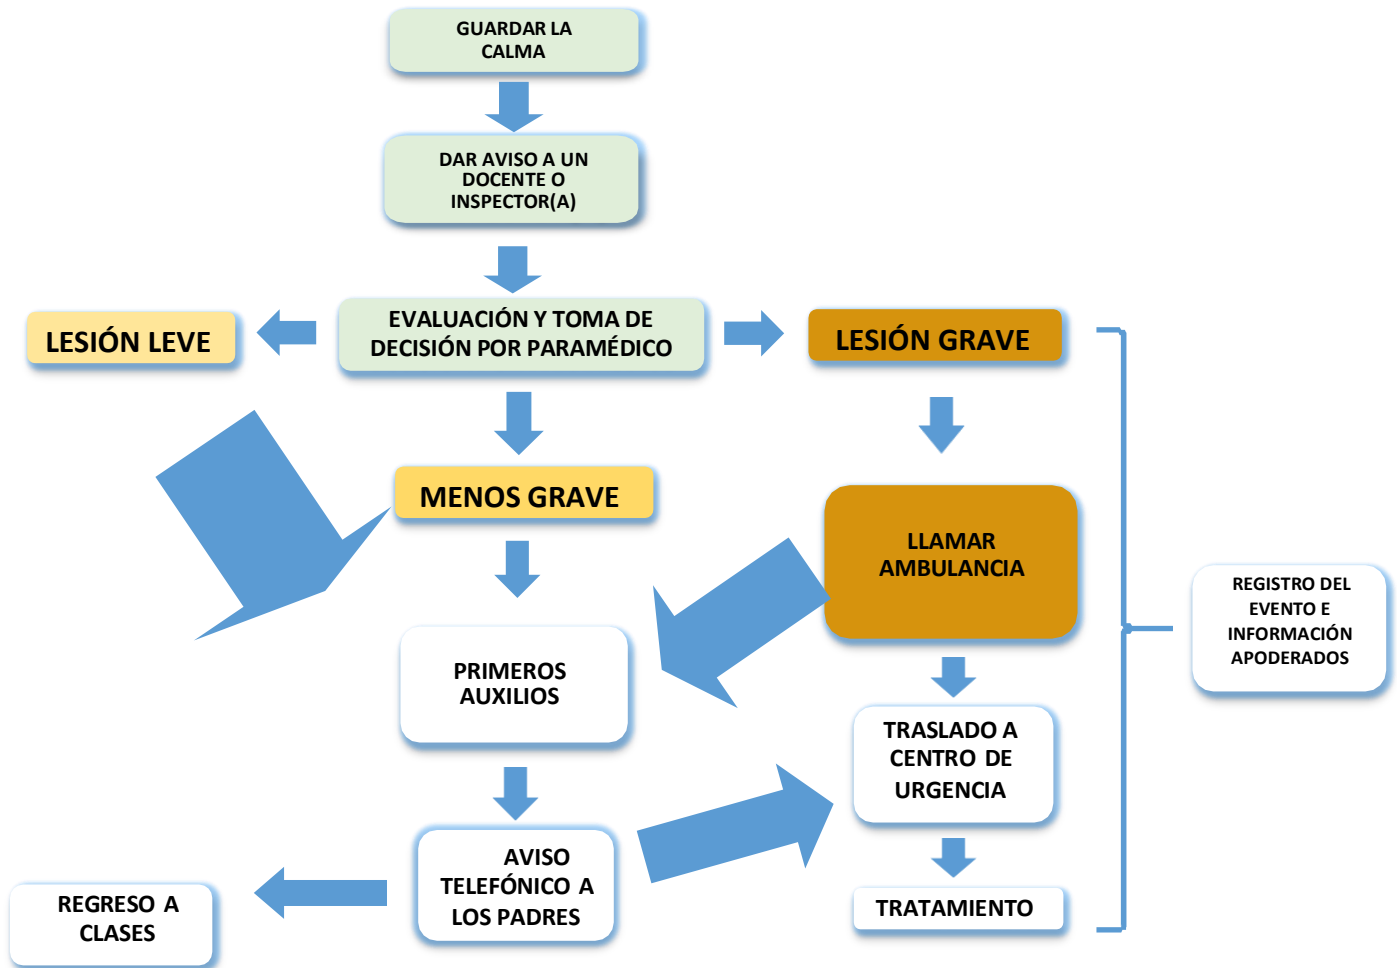 GUARDAR LA
CALMA
DAR AVISO A UN
DOCENTE O
INSPECTOR(A)
EVALUACIÓN Y TOMA DE
DECISIÓN POR PARAMÉDICO
LESIÓN LEVE
LESIÓN GRAVE
MENOS GRAVE
LLAMAR
AMBULANCIA
REGISTRO DEL
EVENTO E
INFORMACIÓN
APODERADOS
PRIMEROS
AUXILIOS
TRASLADO A
CENTRO DE
URGENCIA
AVISO
TELEFÓNICO A
LOS PADRES
REGRESO A
CLASES
TRATAMIENTO